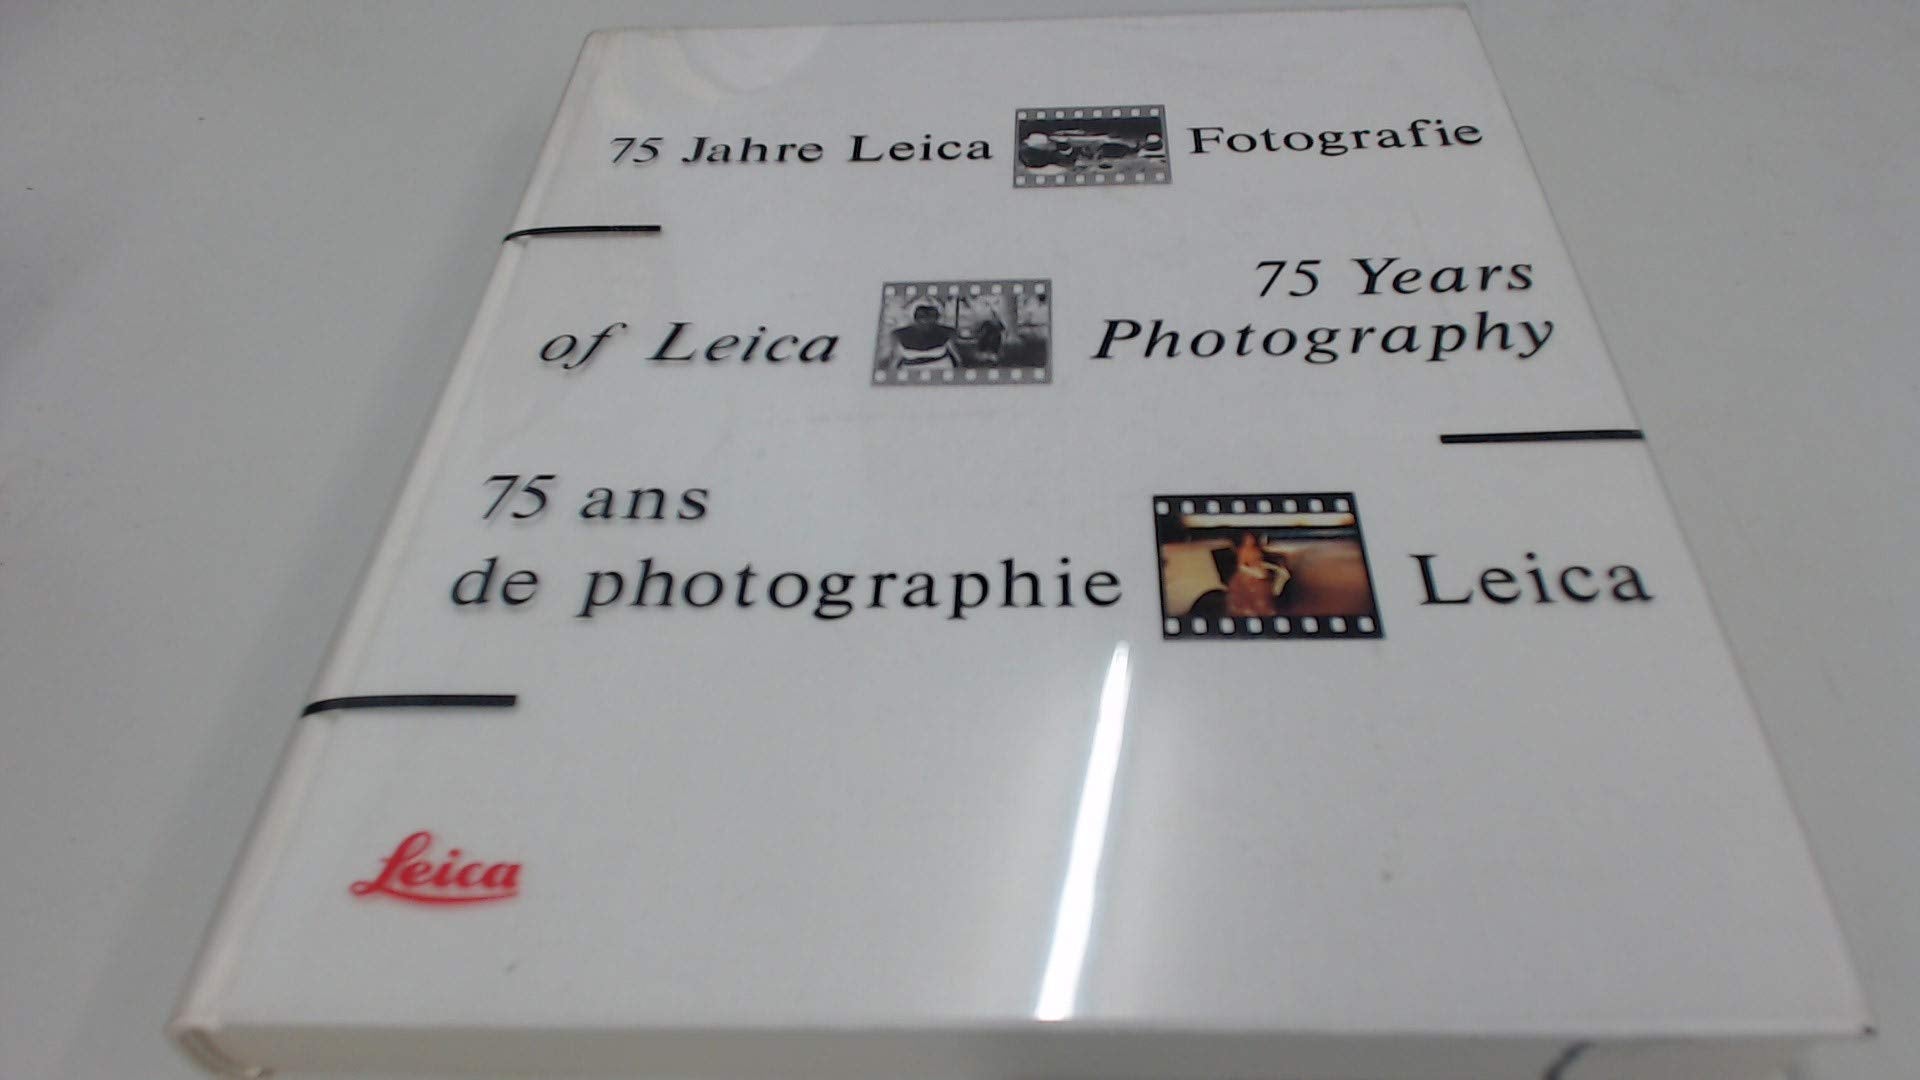 75 Jahre Leica Fotografie
75 Years
of Leica Photography
75 ans
de photographie Leica
Leica